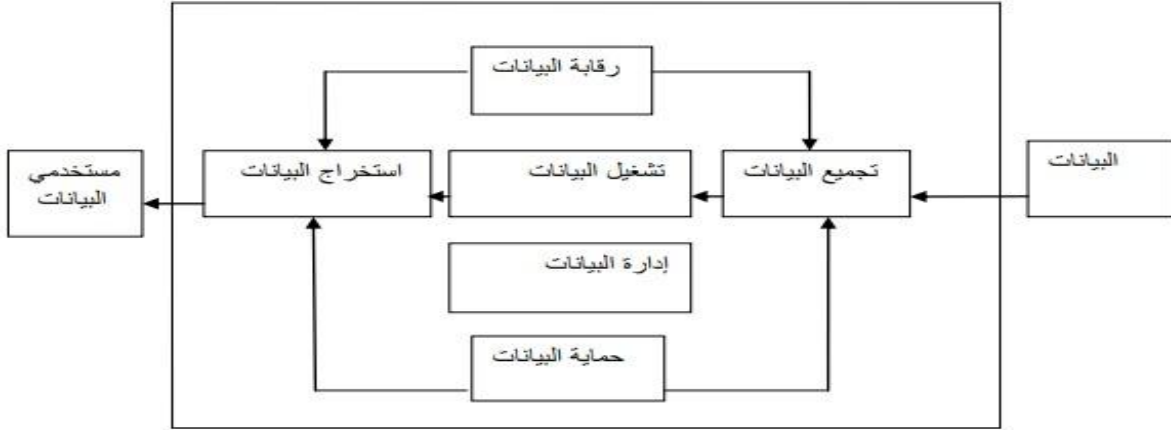 رقابة البيانات
البيانات
تجميع البيانات
تشغيل البيانات
استخراج البيانات
مستخدمي
البيانات
إدارة البيانات
حماية البيانات